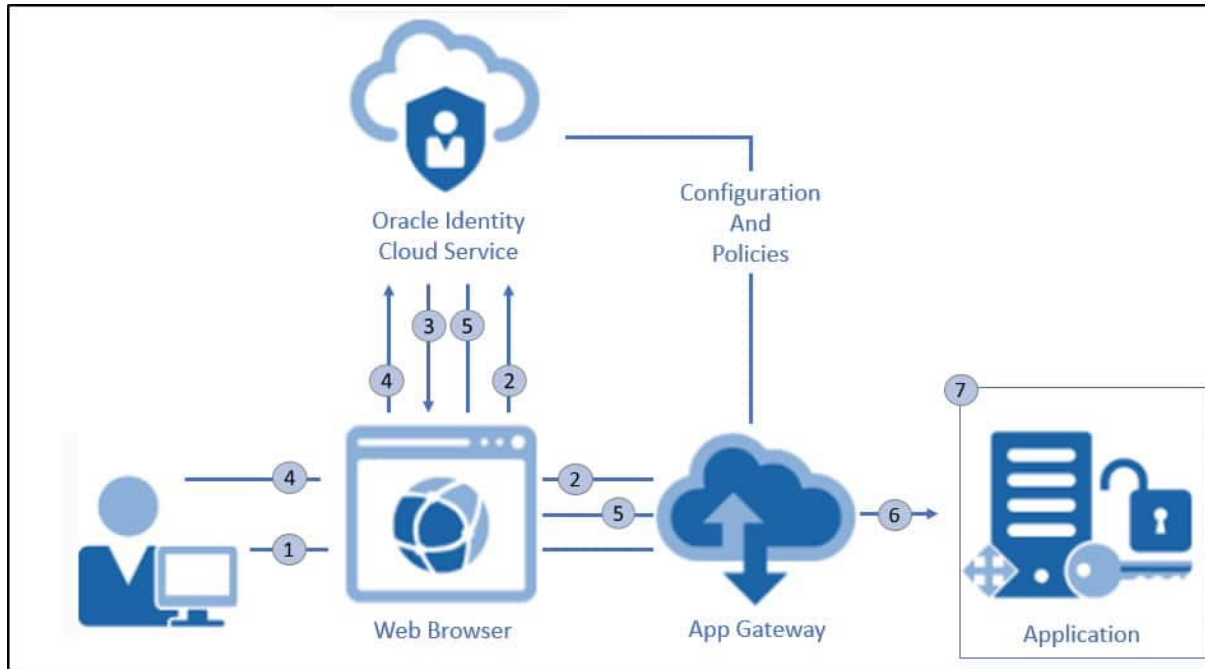 Oracle Identity
Cloud Service
Configuration
And
Policies
3
5
4
2
7
4
2
5
6
1
Web Browser
App Gateway
Application